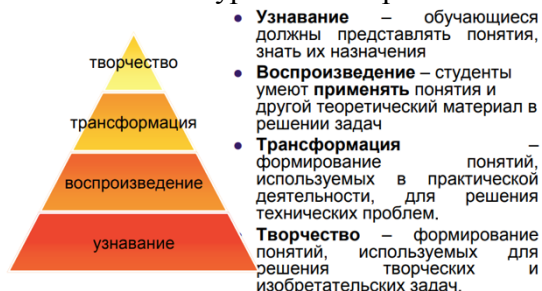 творчество
трансформация
воспроизведение
узнавание
• Узнавание – обучающиеся
должны представлять понятия,
знать их назначения
• Воспроизведение – студенты
умеют применять понятия и
другой теоретический материал в
решении задач
• Трансформация –
формирование понятий,
используемых в практической
деятельности, для решения
технических проблем.
Творчество – формирование
понятий, используемых для
решения творческих и
изобретательских задач.